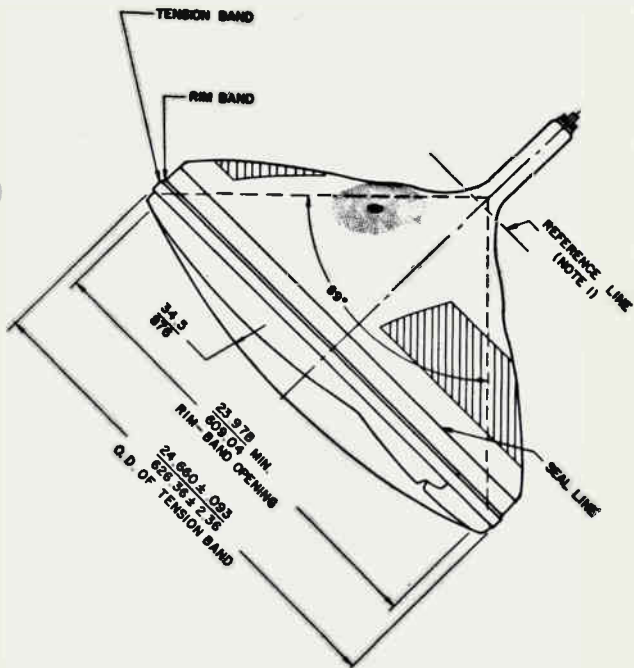 TENSION BAND
RIM BAND
REFERENCE LINE
(NOTE 1)
89°
34.5
876
23.978 MIN.
609.04
RIM-BAND OPENING
24.660 ± .093
626.36 ± 2.36
O.D. OF TENSION BAND
SEAL LINE